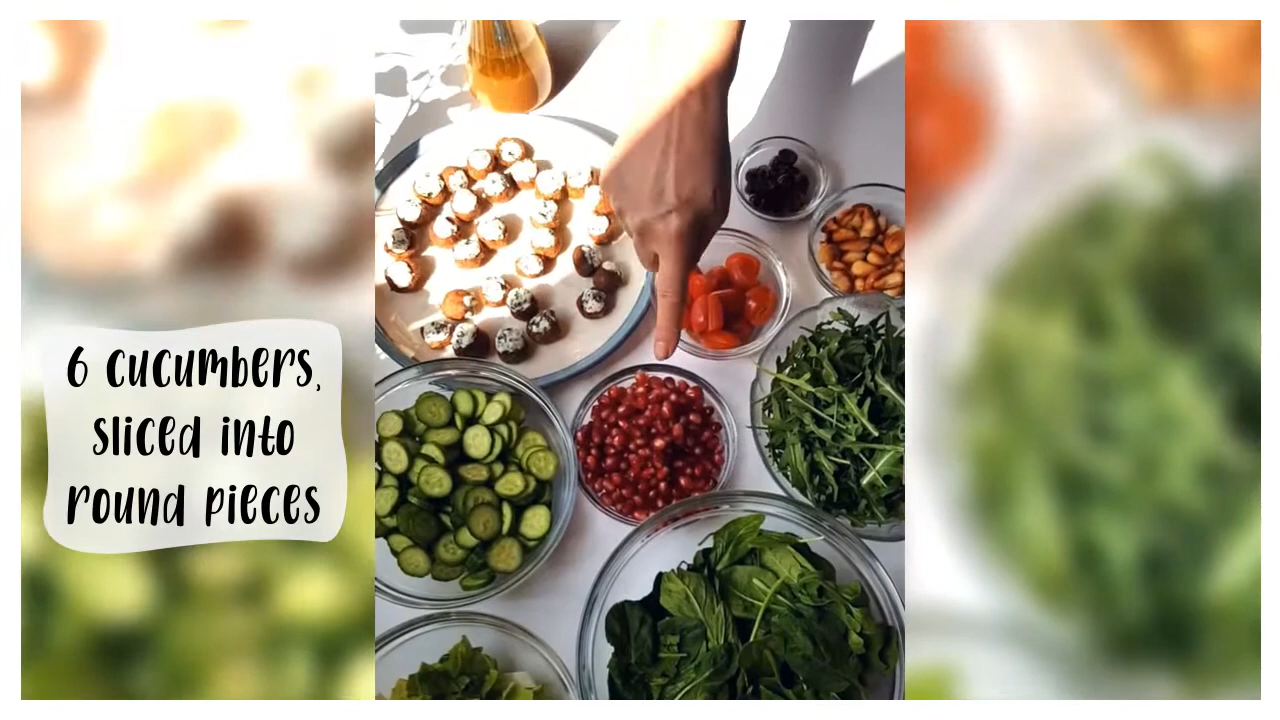 6 cucumbers,
sliced into
round pieces